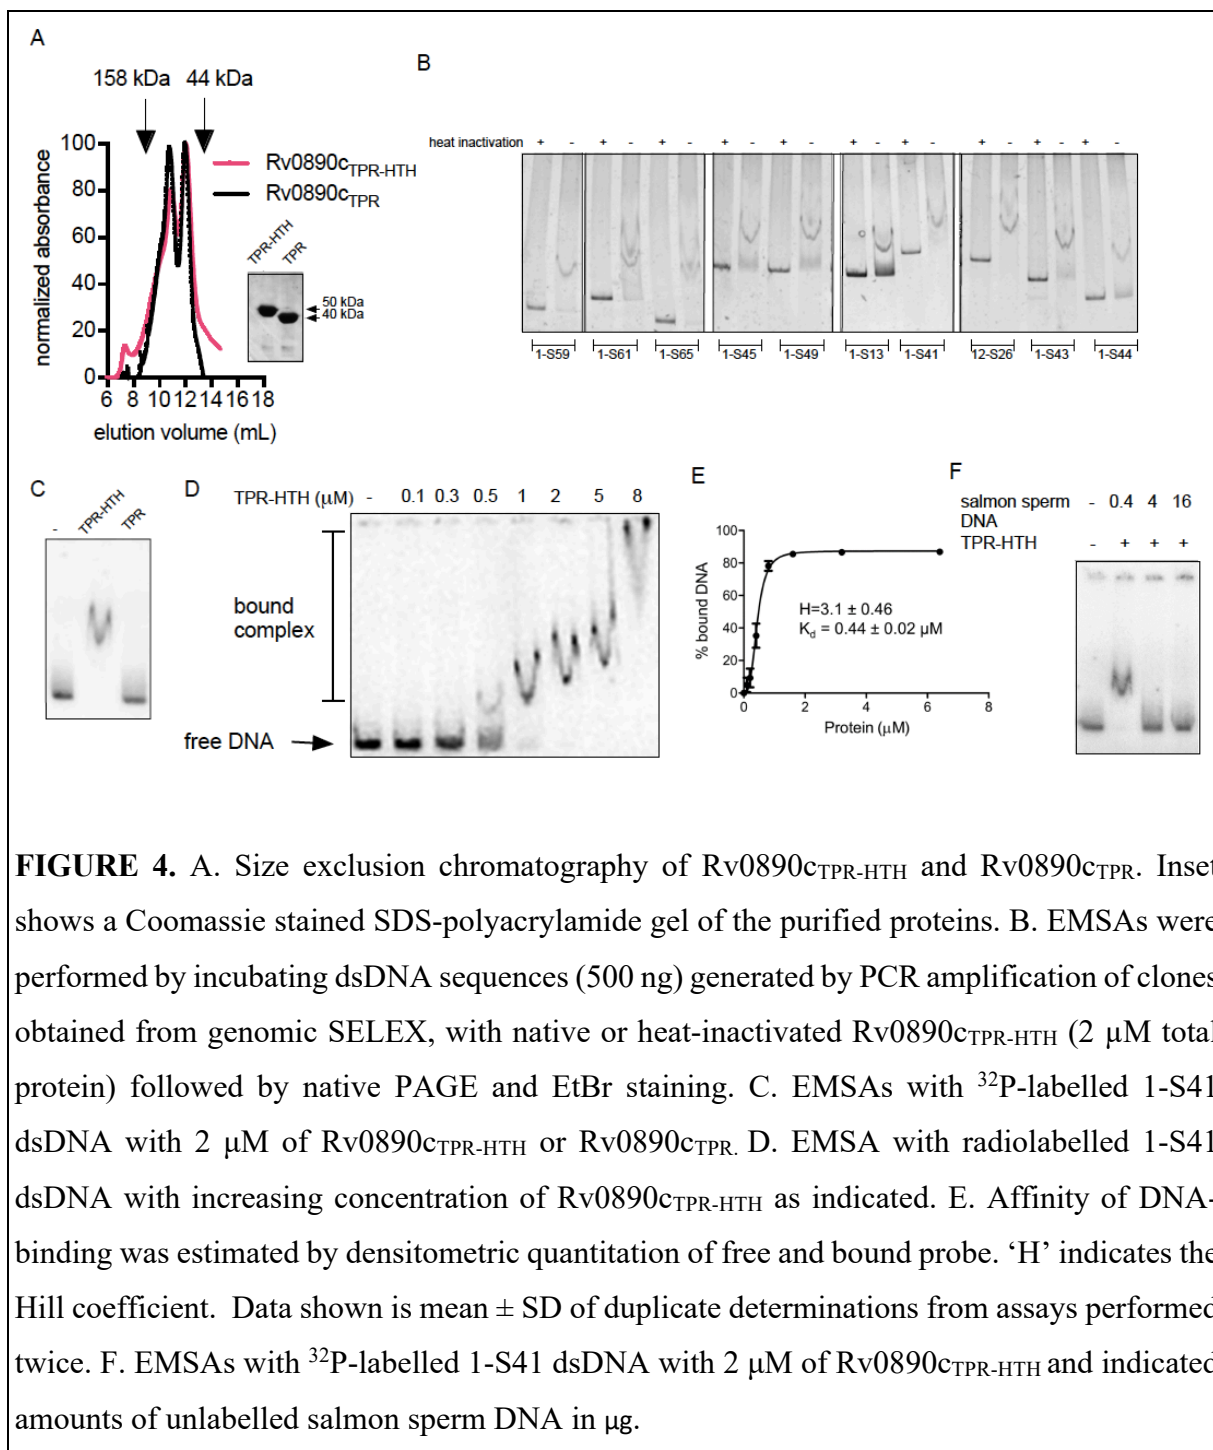 A
158 kDa 44 kDa
normalized absorbance
100
80
60
40
20
0
6 8 10 12 14 16 18
elution volume (mL)
Rv0890cTPR-HTH
Rv0890cTPR
TPR-HTH
TPR
50 kDa
40 kDa
B
heat inactivation + - + - + - + - + - + - + - + - + - + -
1-S59 1-S61 1-S65 1-S45 1-S49 1-S13 1-S41 12-S26 1-S43 1-S44
C
- TPR-HTH TPR
D
TPR-HTH (μM) - 0.1 0.3 0.5 1 2 5 8
bound
complex
free DNA
E
% bound DNA
100
80
60
40
20
0
0 2 4 6 8
Protein (μM)
H=3.1 ± 0.46
Kd = 0.44 ± 0.02 μM
F
salmon sperm - 0.4 4 16
DNA
TPR-HTH - + + +
FIGURE 4. A. Size exclusion chromatography of Rv0890cTPR-HTH and Rv0890cTPR. Inset
shows a Coomassie stained SDS-polyacrylamide gel of the purified proteins. B. EMSAs were
performed by incubating dsDNA sequences (500 ng) generated by PCR amplification of clones
obtained from genomic SELEX, with native or heat-inactivated Rv0890cTPR-HTH (2 μM total
protein) followed by native PAGE and EtBr staining. C. EMSAs with 32P-labelled 1-S41
dsDNA with 2 μM of Rv0890cTPR-HTH or Rv0890cTPR. D. EMSA with radiolabelled 1-S41
dsDNA with increasing concentration of Rv0890cTPR-HTH as indicated. E. Affinity of DNA-
binding was estimated by densitometric quantitation of free and bound probe. ‘H’ indicates the
Hill coefficient. Data shown is mean ± SD of duplicate determinations from assays performed
twice. F. EMSAs with 32P-labelled 1-S41 dsDNA with 2 μM of Rv0890cTPR-HTH and indicated
amounts of unlabelled salmon sperm DNA in μg.